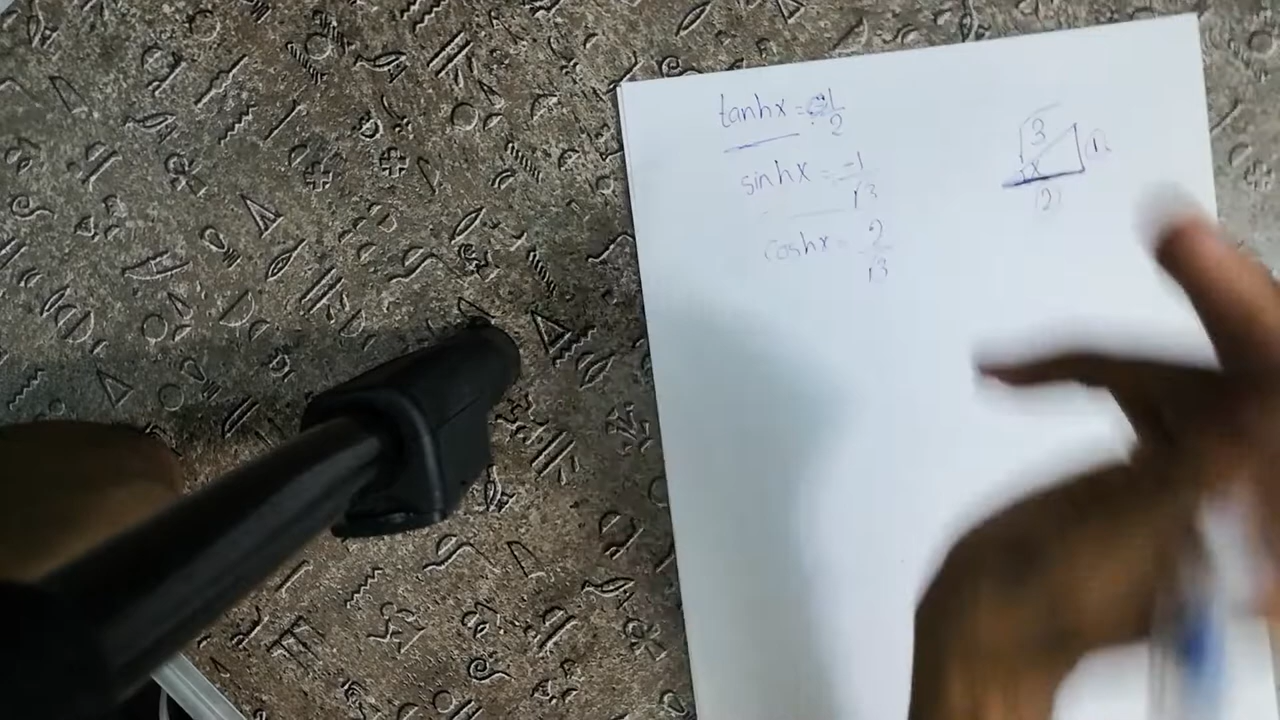 tanhx = -1/2
sinhx = -1/√3
coshx = 2/√3
√3
x
1
(2)